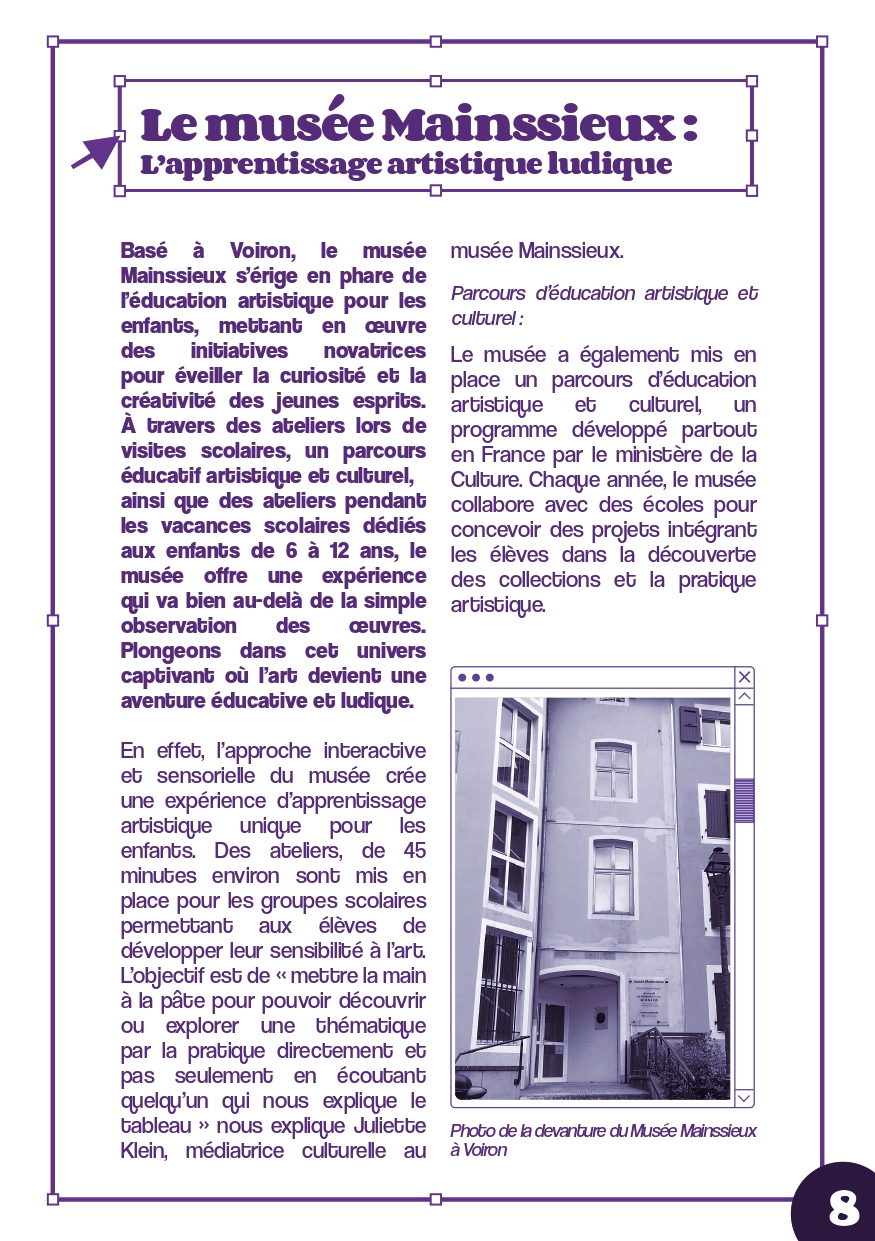 Le musée Mainssieux :
L'apprentissage artistique ludique
Basé à Voiron, le musée
Mainssieux s'érige en phare de
l'éducation artistique pour les
enfants, mettant en œuvre
des initiatives novatrices
pour éveiller la curiosité et la
créativité des jeunes esprits.
À travers des ateliers lors de
visites scolaires, un parcours
éducatif artistique et culturel,
ainsi que des ateliers pendant
les vacances scolaires dédiés
aux enfants de 6 à 12 ans, le
musée offre une expérience
qui va bien au-delà de la simple
observation des œuvres.
Plongeons dans cet univers
captivant où l'art devient une
aventure éducative et ludique.
En effet, l'approche interactive
et sensorielle du musée crée
une expérience d'apprentissage
artistique unique pour les
enfants. Des ateliers, de 45
minutes environ sont mis en
place pour les groupes scolaires
permettant aux élèves de
développer leur sensibilité à l'art.
L'objectif est de « mettre la main
à la pâte pour pouvoir découvrir
ou explorer une thématique
par la pratique directement et
pas seulement en écoutant
quelqu'un qui nous explique le
tableau » nous explique Juliette
Klein, médiatrice culturelle au
musée Mainssieux.
Parcours d'éducation artistique et
culturel :
Le musée a également mis en
place un parcours d'éducation
artistique et culturel, un
programme développé partout
en France par le ministère de la
Culture. Chaque année, le musée
collabore avec des écoles pour
concevoir des projets intégrant
les élèves dans la découverte
des collections et la pratique
artistique.
musée Mainssieux
Photo de la devanture du Musée Mainssieux
à Voiron
8